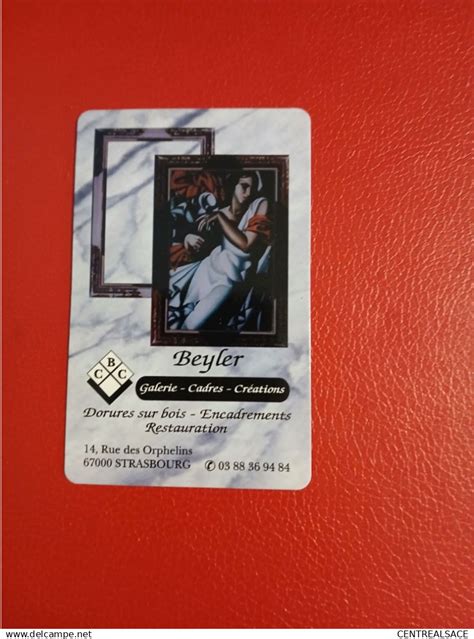 B
C C
Beyler
Galerie - Cadres - Créations
Dorures sur bois - Encadrements
Restauration
14, Rue des Orphelins
67000 STRASBOURG ✆ 03 88 36 94 84
delcampe.net
CENTREALSACE